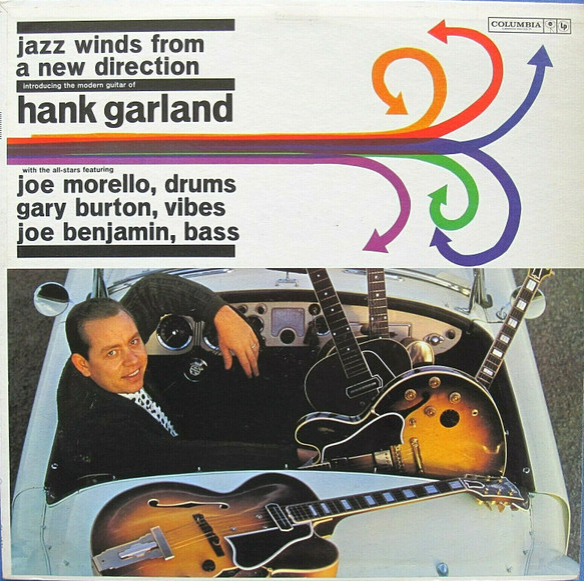 COLUMBIA
Lp
jazz winds from
a new direction
introducing the modern guitar of
hank garland
with the all-stars featuring
joe morello, drums
gary burton, vibes
joe benjamin, bass